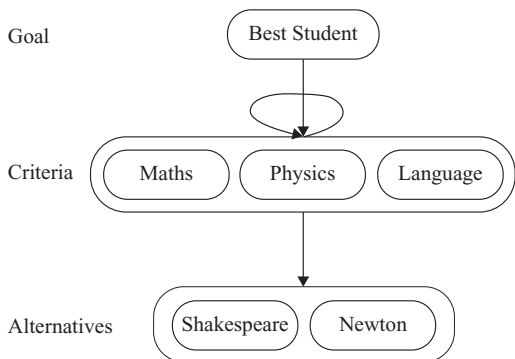 Goal
Best Student
Criteria
Maths
Physics
Language
Alternatives
Shakespeare
Newton